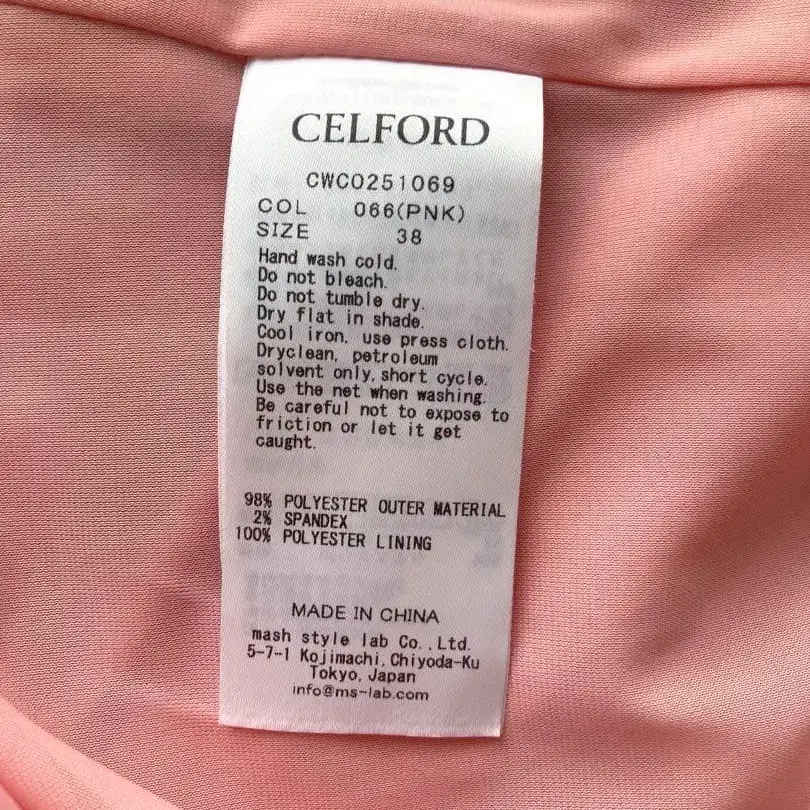 CELFORD
CWC0251069
COL 066(PNK)
SIZE 38
Hand wash cold.
Do not bleach.
Do not tumble dry.
Dry flat in shade.
Cool iron, use press cloth.
Dryclean, petroleum
solvent only, short cycle.
Use the net when washing.
Be careful not to expose to
friction or let it get
caught.
98% POLYESTER OUTER MATERIAL
2% SPANDEX
100% POLYESTER LINING
MADE IN CHINA
mash style lab Co.,Ltd.
5-7-1 Kojimachi, Chiyoda-Ku
Tokyo, Japan
info@ms-lab.com